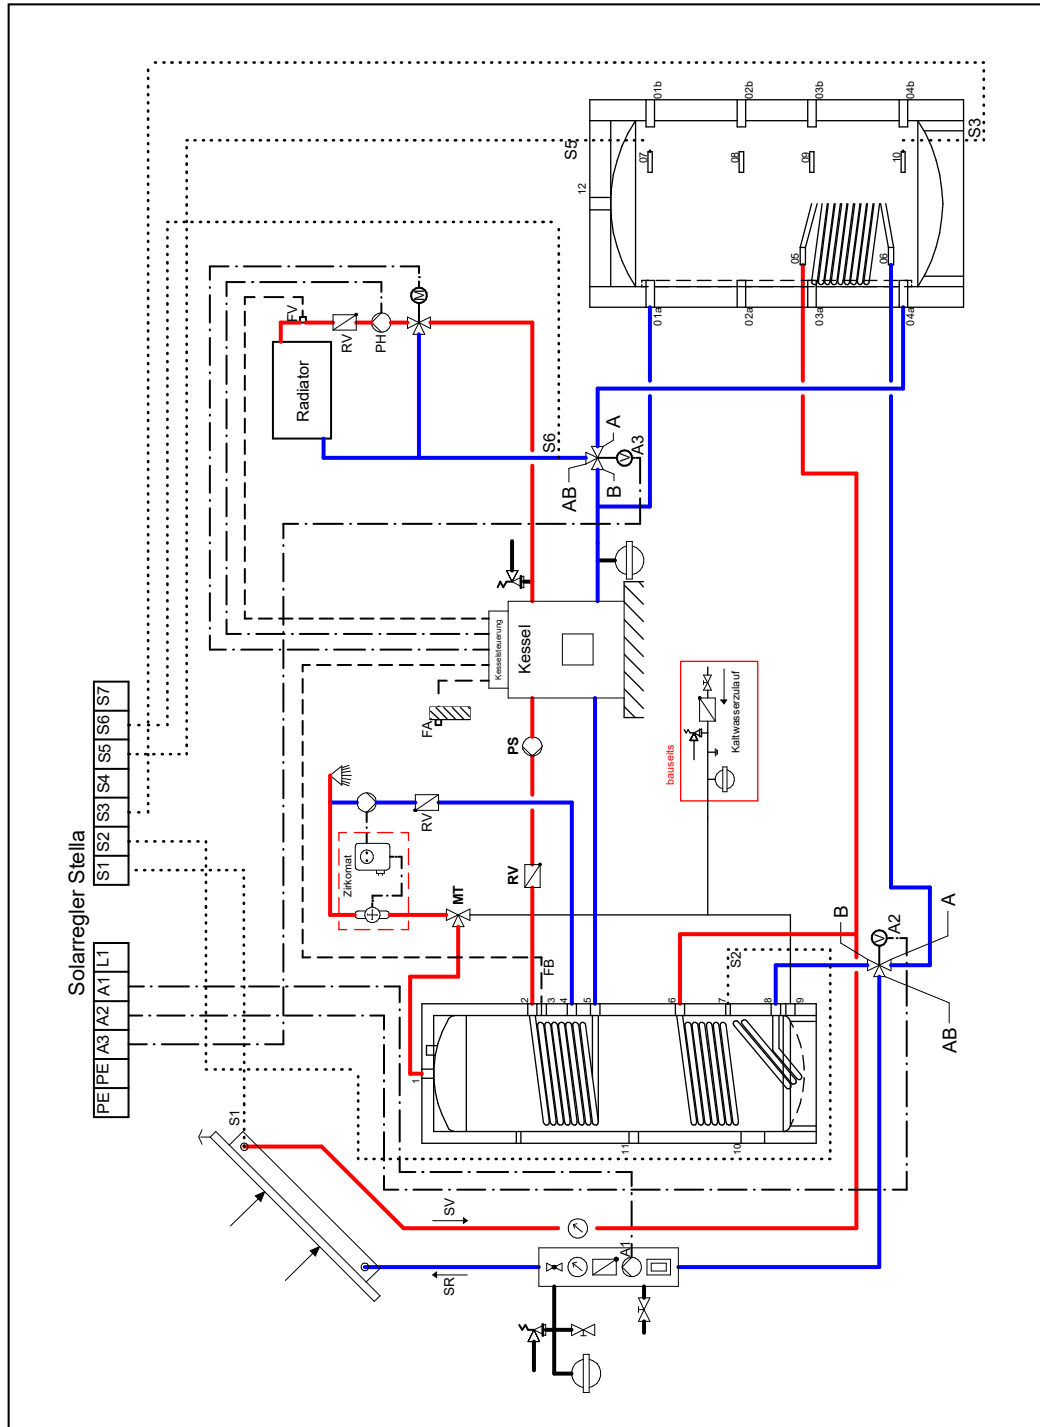 Solarregler Stella
PE
PE
A3
A2
A1
L1
S1
S2
S3
S4
S5
S6
S7
S1
SV
SR
A1
1
2
3
4
5
6
7
8
9
10
11
FB
S2
MT
RV
PS
Zirkomat
RV
FA
Kesselsteuerung
Kessel
bauseits
Kaltwasserzulauf
Radiator
FV
RV
PH
M
S6
AB
A
B
V
A3
B
A
V
A2
AB
S5
S3
12
01a
02a
03a
04a
01b
02b
03b
04b
05
06
07
08
09
10